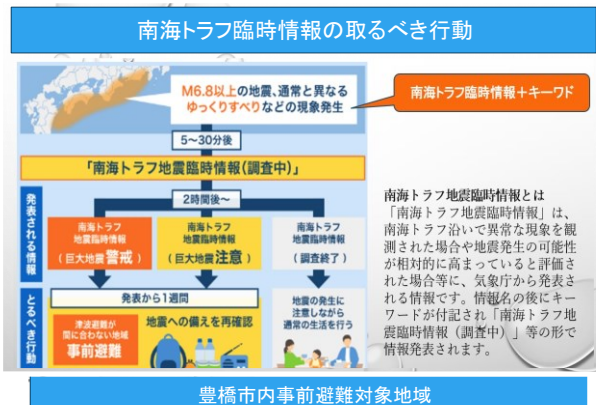 南海トラフ臨時情報の取るべき行動
M6.8以上の地震、通常と異なる
ゆっくりすべりなどの現象発生
南海トラフ臨時情報+キーワード
5~30分後
「南海トラフ地震臨時情報(調査中)」
2時間後~
発表される情報
南海トラフ
地震臨時情報
(巨大地震警戒)
南海トラフ
地震臨時情報
(巨大地震注意)
南海トラフ
地震臨時情報
(調査終了)
とるべき行動
発表から1週間
津波避難が
間に合わない地域
事前避難
地震への備えを再確認
地震の発生に
注意しながら
通常の生活を行う
南海トラフ地震臨時情報とは
「南海トラフ地震臨時情報」は、
南海トラフ沿いで異常な現象を観
測された場合や地震発生の可能性
が相対的に高まっていると評価さ
れた場合等に、気象庁から発表さ
れる情報です。情報名の後にキー
ワードが付記され「南海トラフ地
震臨時情報(調査中)」等の形で
情報発表されます。
豊橋市内事前避難対象地域